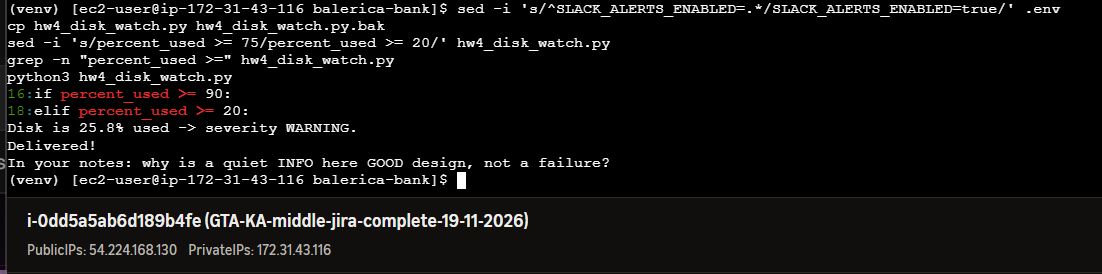 (venv) [ec2-user@ip-172-31-43-116 balerica-bank]$ sed -i 's/^SLACK_ALERTS_ENABLED=.*/SLACK_ALERTS_ENABLED=true/' .env
cp hw4_disk_watch.py hw4_disk_watch.py.bak
sed -i 's/percent_used >= 75/percent_used >= 20/' hw4_disk_watch.py
grep -n "percent_used >=" hw4_disk_watch.py
python3 hw4_disk_watch.py
16:if percent_used >= 90:
18:elif percent_used >= 20:
Disk is 25.8% used -> severity WARNING.
Delivered!
In your notes: why is a quiet INFO here GOOD design, not a failure?
(venv) [ec2-user@ip-172-31-43-116 balerica-bank]$
i-0dd5a5ab6d189b4fe (GTA-KA-middle-jira-complete-19-11-2026)
PublicIPs: 54.224.168.130 PrivateIPs: 172.31.43.116